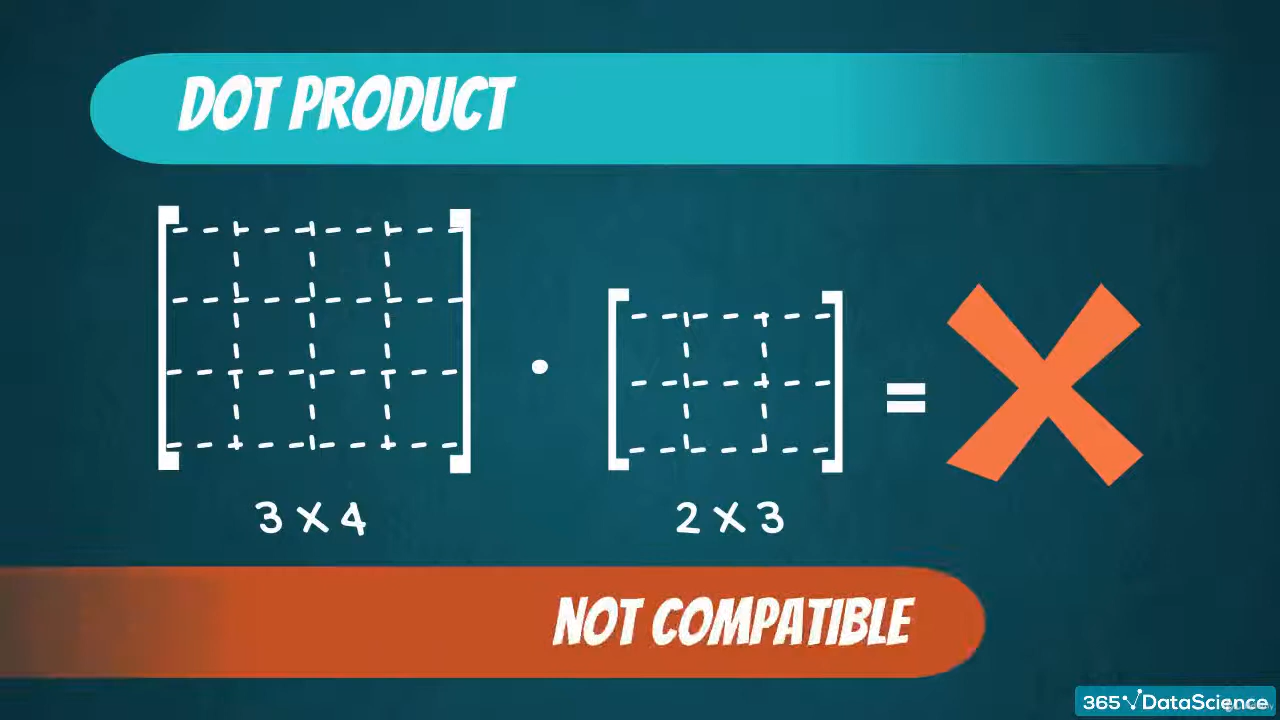 DOT PRODUCT
[ ] · [ ] =
3 X 4
2 X 3
NOT COMPATIBLE
365 DataScience